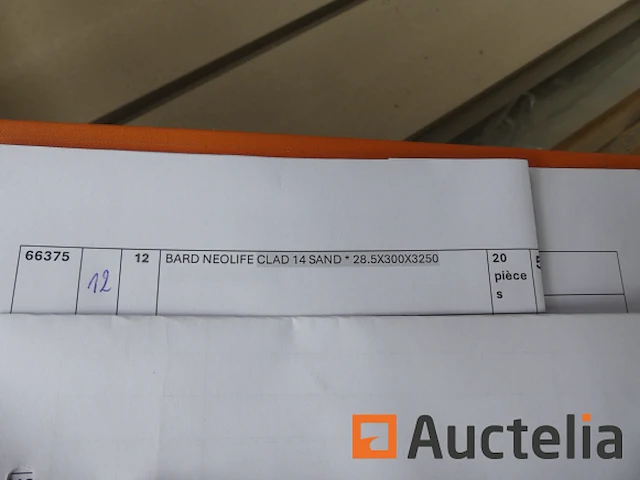 66375 12 12 BARD NEOLIFE CLAD 14 SAND * 28.5X300X3250 20
pièce
s
Auctelia